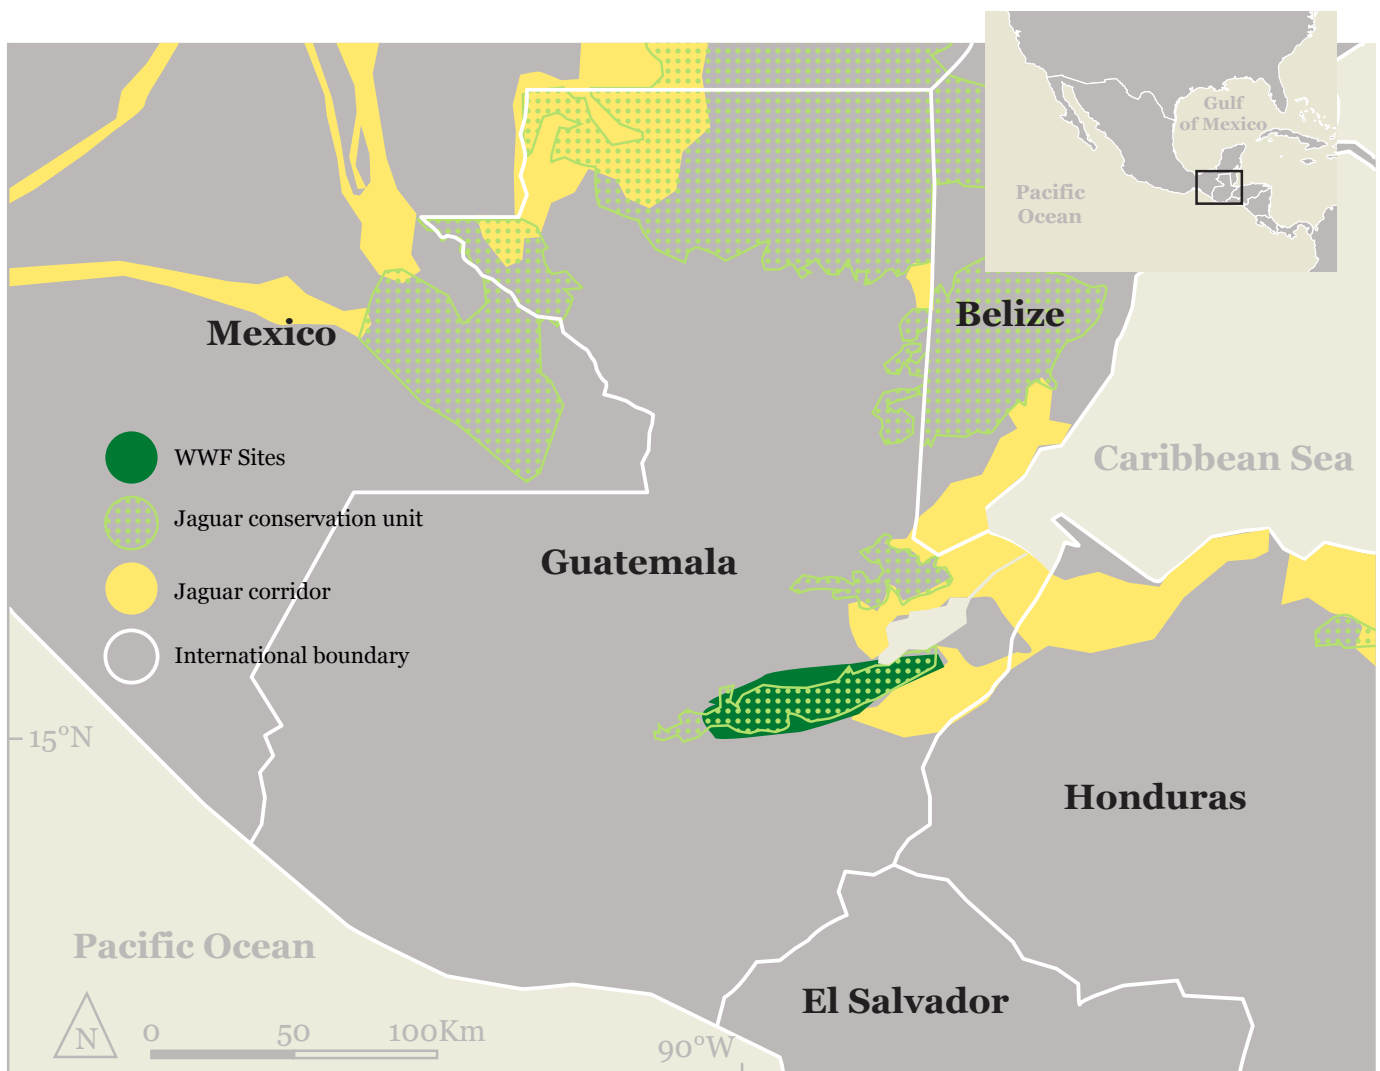 Gulf
of Mexico
Pacific
Ocean
Mexico
Belize
WWF Sites
Caribbean Sea
Jaguar conservation unit
Guatemala
Jaguar corridor
International boundary
15°N
Honduras
Pacific Ocean
El Salvador
N
0 50 100Km
90°W